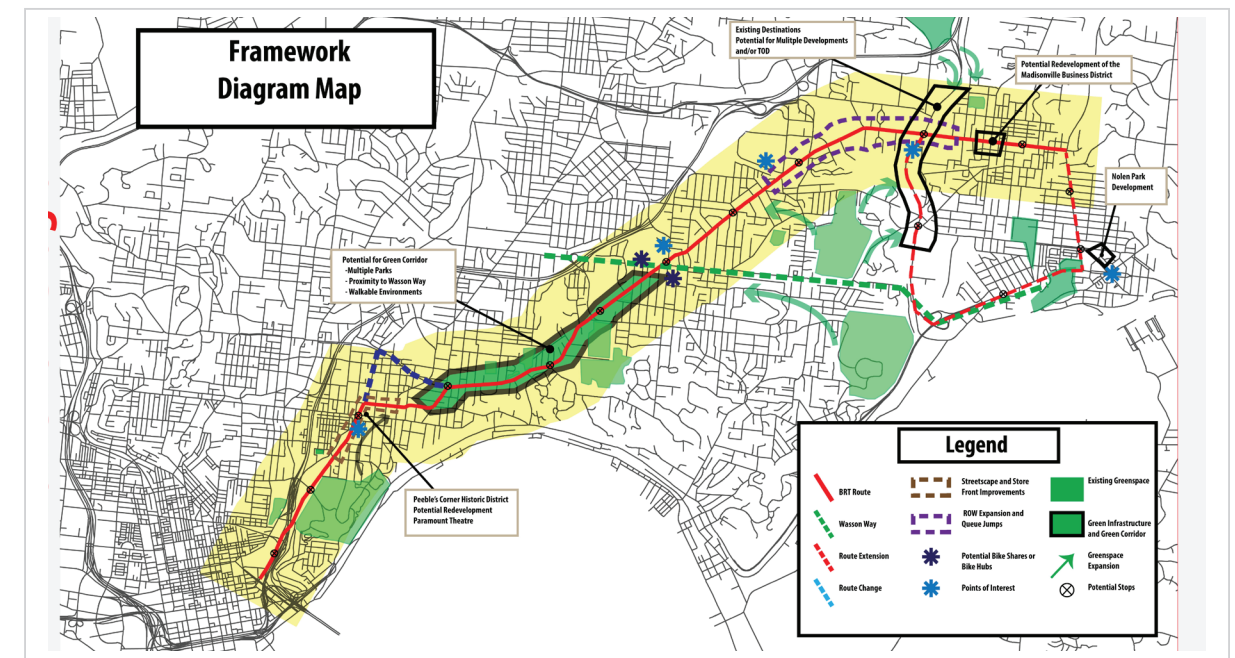 Framework
Diagram Map
Existing Destinations
Potential for Mulitple Developments
and/or TOD
Potential Redevelopment of the
Madisonville Business District
Nolen Park
Development
Potential for Green Corridor
-Multiple Parks
- Proximity to Wasson Way
- Walkable Environments
Peeble's Corner Historic District
Potential Redevelopment
Paramount Theatre
Legend
BRT Route
Wasson Way
Route Extension
Route Change
Streetscape and Store
Front Improvements
ROW Expansion and
Queue Jumps
Potential Bike Shares or
Bike Hubs
Points of Interest
Existing Greenspace
Green Infrastructure
and Green Corridor
Greenspace
Expansion
Potential Stops